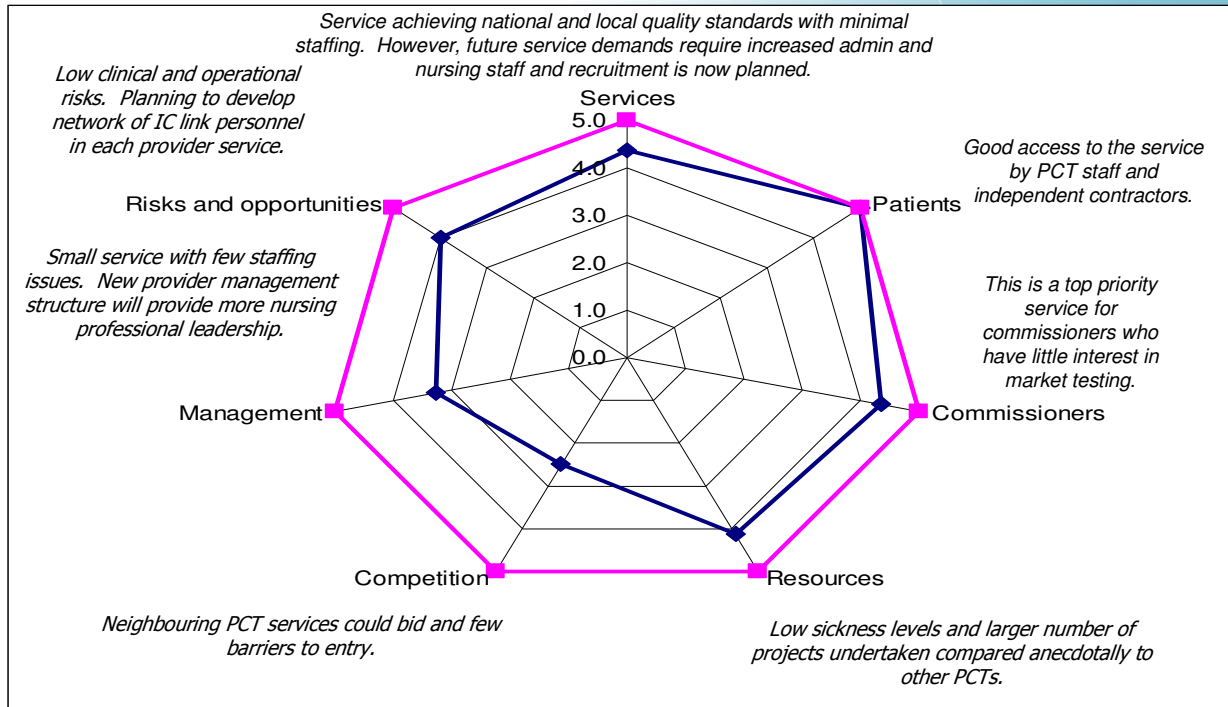 Service achieving national and local quality standards with minimal
staffing. However, future service demands require increased admin and
nursing staff and recruitment is now planned.
Low clinical and operational
risks. Planning to develop
network of IC link personnel
in each provider service.
Services
5.0
4.0
3.0
2.0
1.0
0.0
Good access to the service
by PCT staff and
independent contractors.
Risks and opportunities
Patients
Small service with few staffing
issues. New provider management
structure will provide more nursing
professional leadership.
This is a top priority
service for
commissioners who
have little interest in
market testing.
Management
Commissioners
Competition
Resources
Neighbouring PCT services could bid and few
barriers to entry.
Low sickness levels and larger number of
projects undertaken compared anecdotally to
other PCTs.